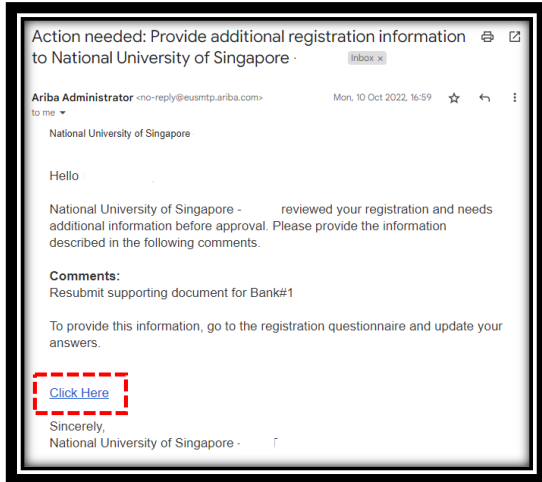 Action needed: Provide additional registration information
to National University of Singapore ·
Inbox ×
Ariba Administrator <no-reply@eusmtp.ariba.com>
Mon, 10 Oct 2022, 16:59
to me
National University of Singapore
Hello
National University of Singapore - reviewed your registration and needs
additional information before approval. Please provide the information
described in the following comments.
Comments:
Resubmit supporting document for Bank#1
To provide this information, go to the registration questionnaire and update your
answers.
Click Here
Sincerely,
National University of Singapore -